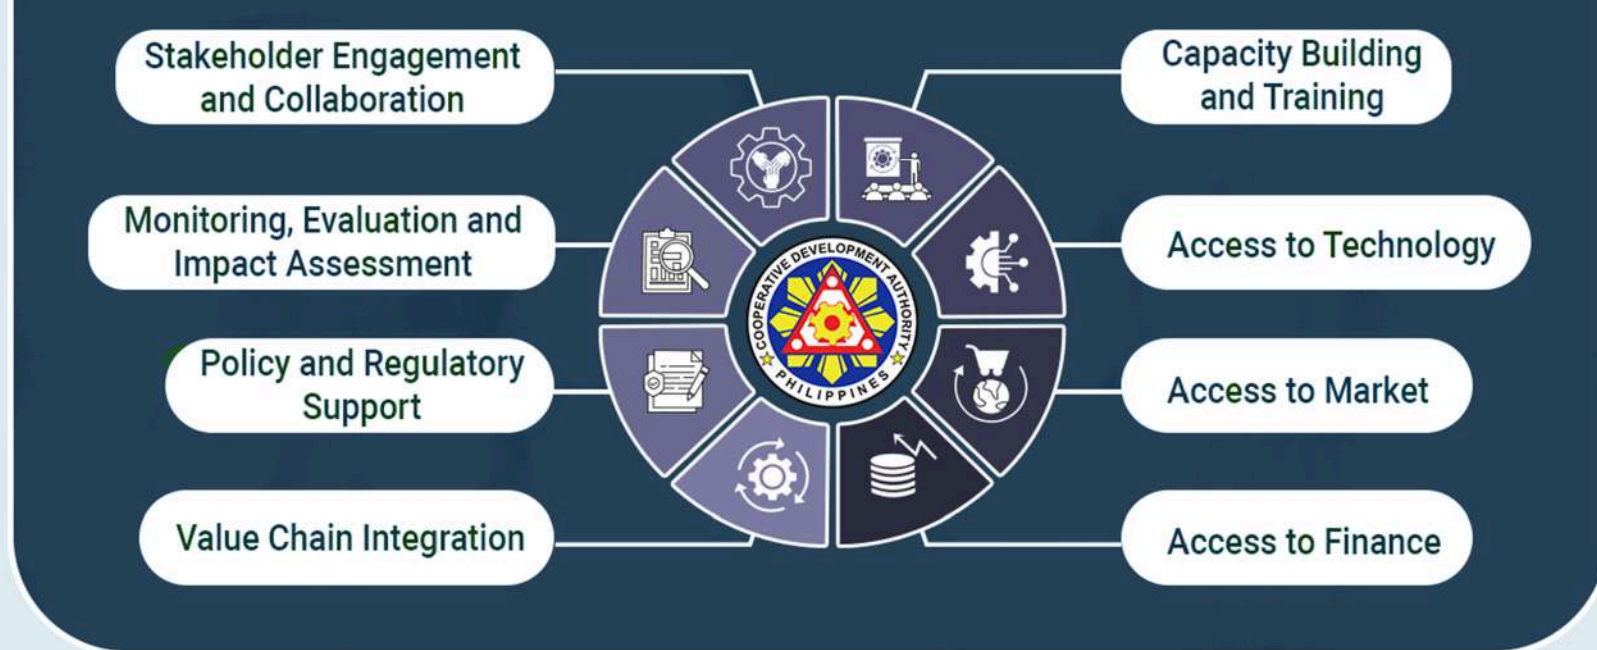 Stakeholder Engagement
and Collaboration
Capacity Building
and Training
Monitoring, Evaluation and
Impact Assessment
Access to Technology
COOPERATIVE DEVELOPMENT AUTHORITY
PHILIPPINES
Policy and Regulatory
Support
Access to Market
Value Chain Integration
Access to Finance